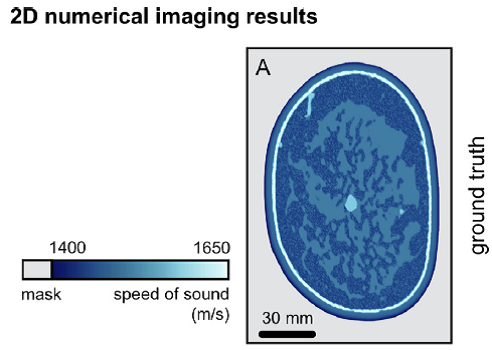 2D numerical imaging results
A
ground truth
1400 1650
mask speed of sound
(m/s)
30 mm